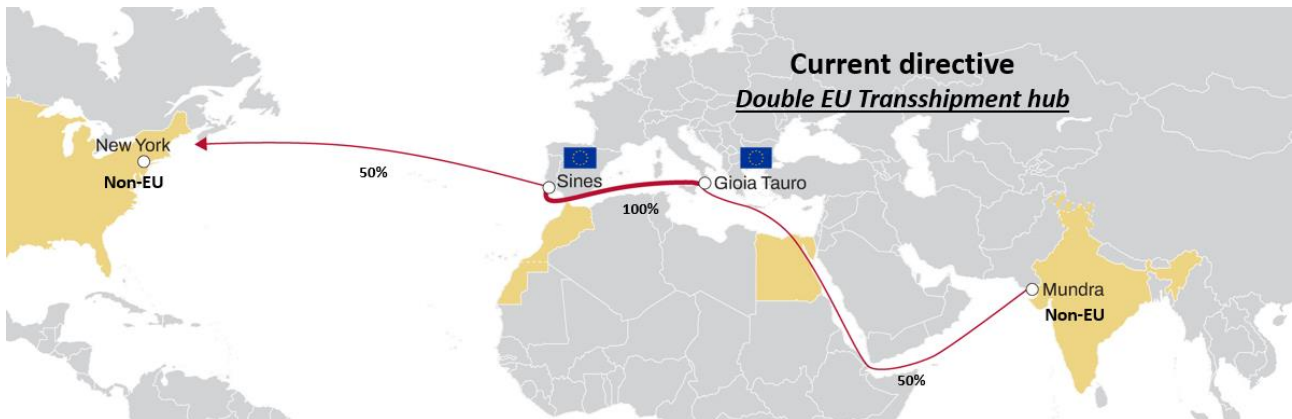 Current directive
Double EU Transshipment hub
New York
Non-EU
50%
Sines
100%
Gioia Tauro
Mundra
Non-EU
50%